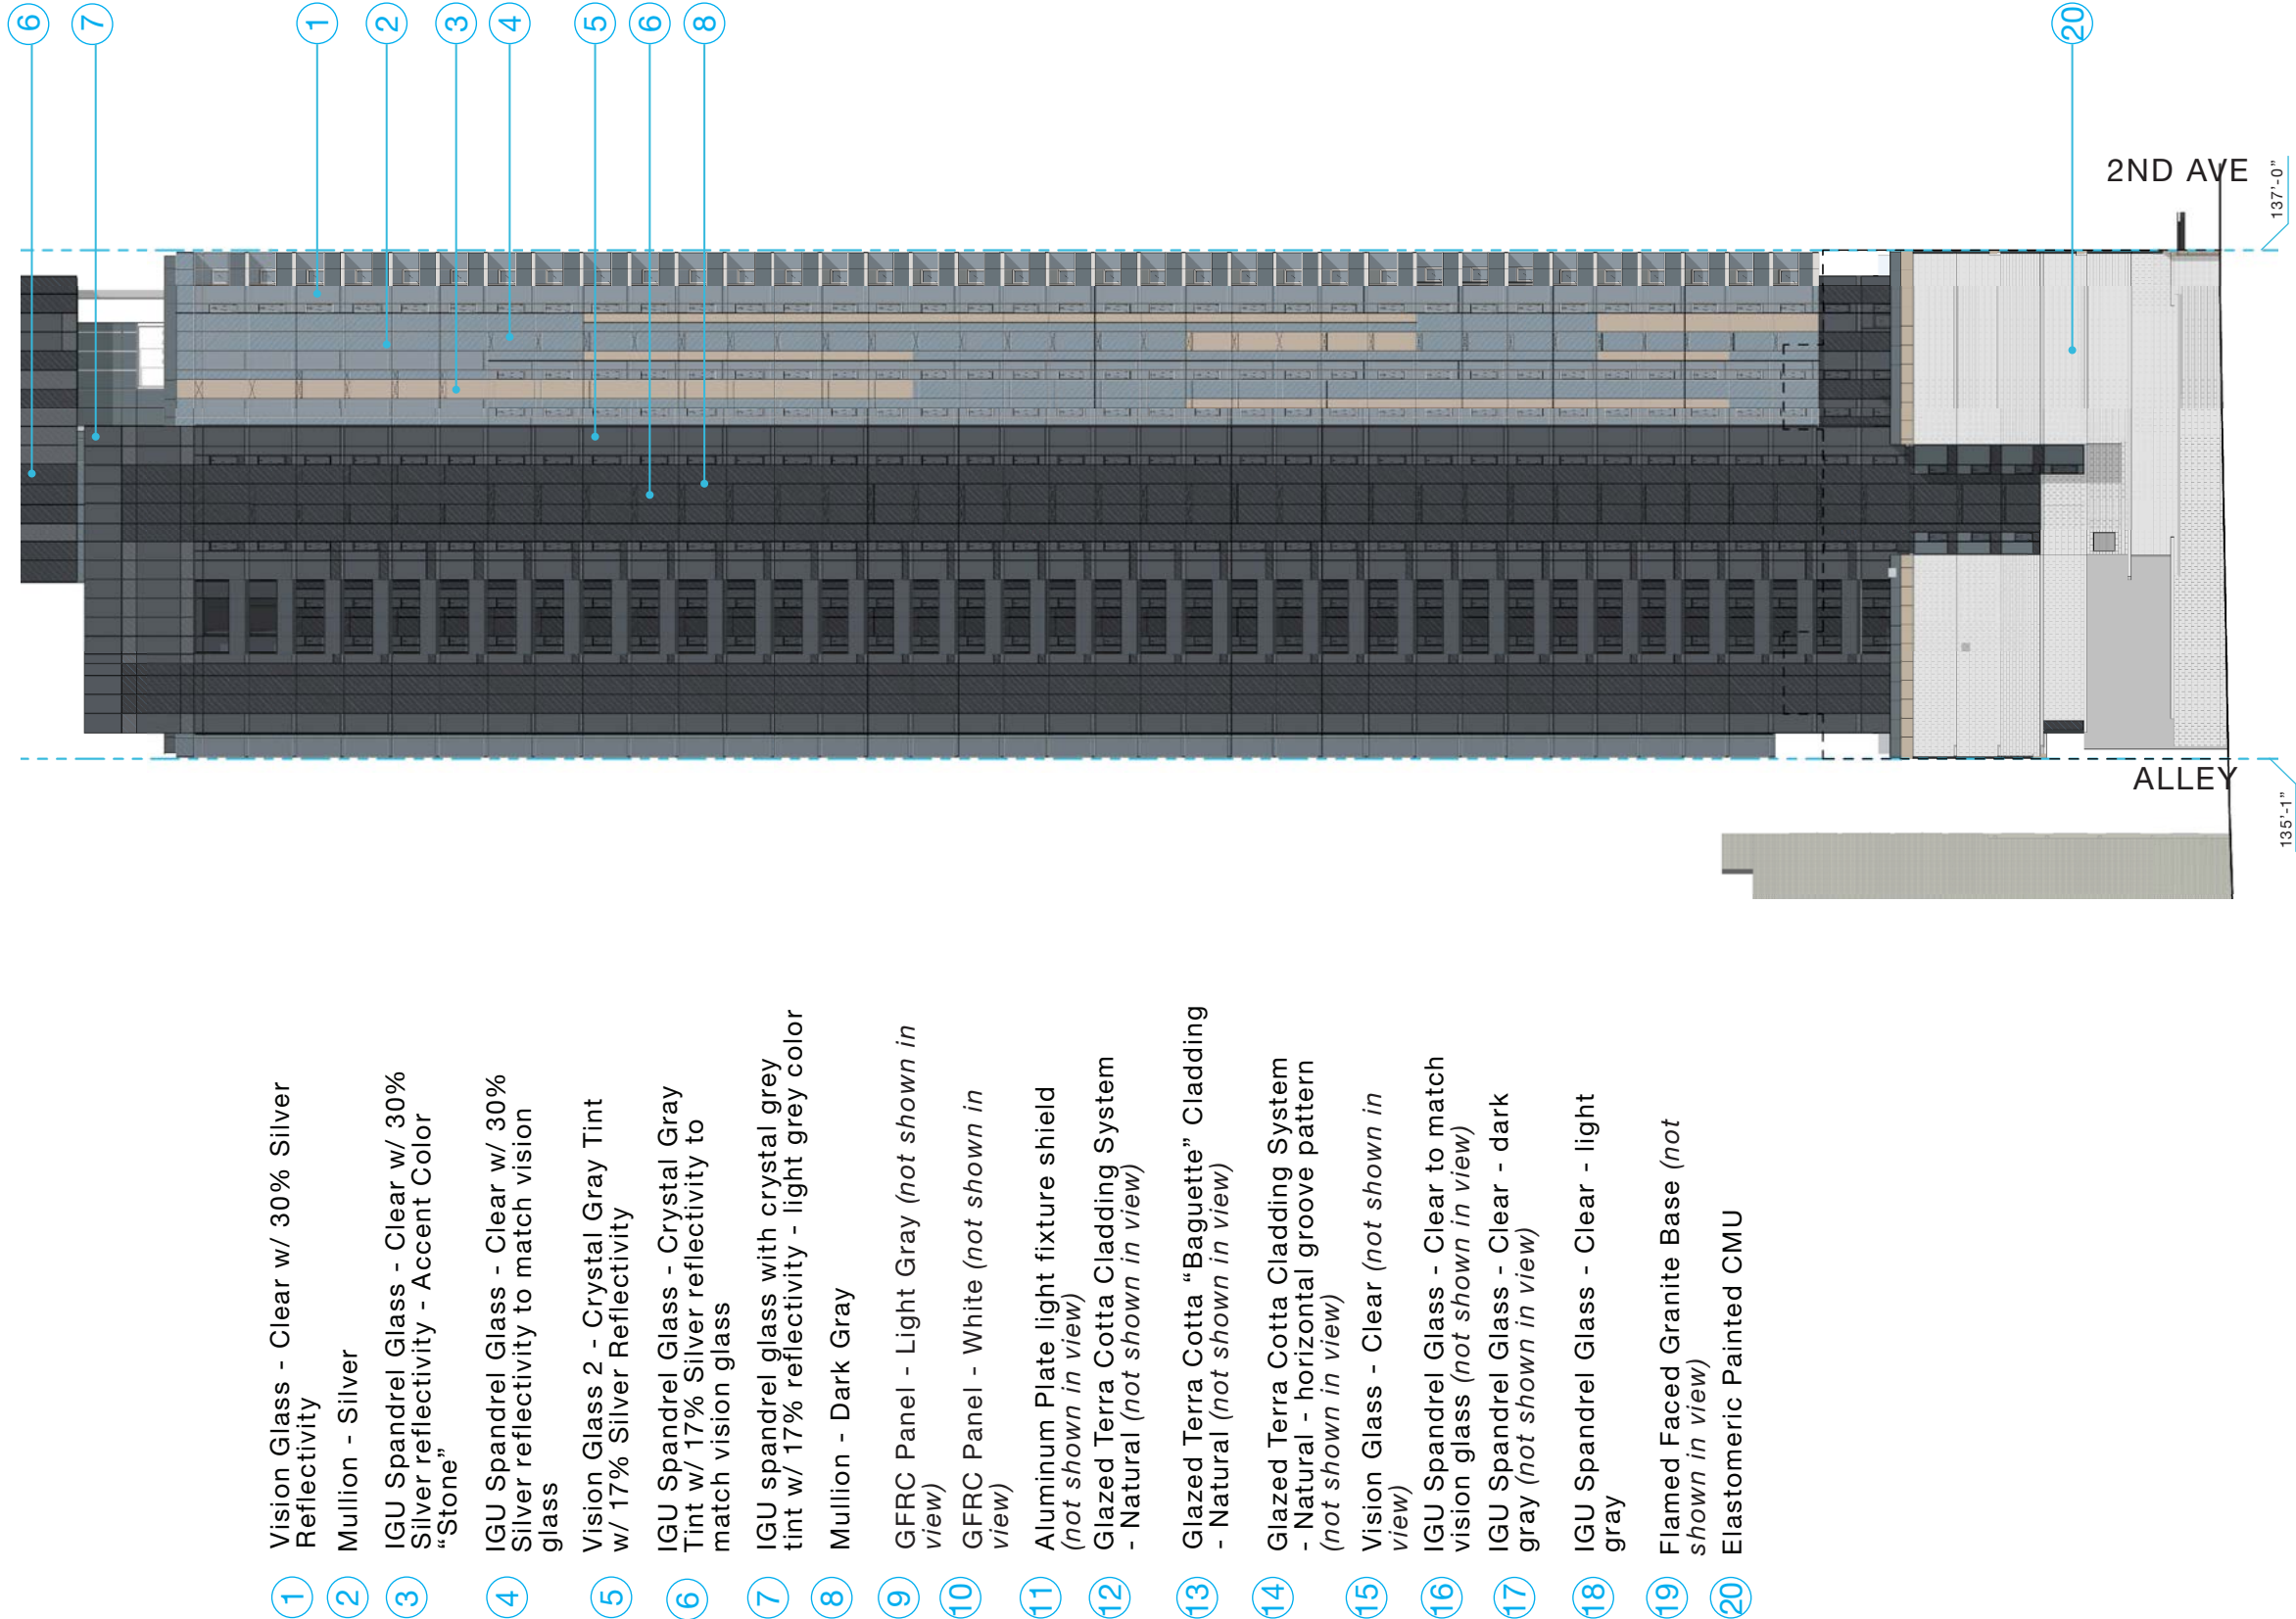 6
7
1
2
3
4
5
6
8
20
2ND AVE
137'-0"
ALLEY
135'-1"
1 Vision Glass - Clear w/ 30% Silver
Reflectivity
2 Mullion - Silver
3 IGU Spandrel Glass - Clear w/ 30%
Silver reflectivity - Accent Color
“Stone”
4 IGU Spandrel Glass - Clear w/ 30%
Silver reflectivity to match vision
glass
5 Vision Glass 2 - Crystal Gray Tint
w/ 17% Silver Reflectivity
6 IGU Spandrel Glass - Crystal Gray
Tint w/ 17% Silver reflectivity to
match vision glass
7 IGU spandrel glass with crystal grey
tint w/ 17% reflectivity - light grey color
8 Mullion - Dark Gray
9 GFRC Panel - Light Gray (not shown in
view)
10 GFRC Panel - White (not shown in
view)
11 Aluminum Plate light fixture shield
(not shown in view)
12 Glazed Terra Cotta Cladding System
- Natural (not shown in view)
13 Glazed Terra Cotta “Baguette” Cladding
- Natural (not shown in view)
14 Glazed Terra Cotta Cladding System
- Natural - horizontal groove pattern
(not shown in view)
15 Vision Glass - Clear (not shown in
view)
16 IGU Spandrel Glass - Clear to match
vision glass (not shown in view)
17 IGU Spandrel Glass - Clear - dark
gray (not shown in view)
18 IGU Spandrel Glass - Clear - light
gray
19 Flamed Faced Granite Base (not
shown in view)
20 Elastomeric Painted CMU